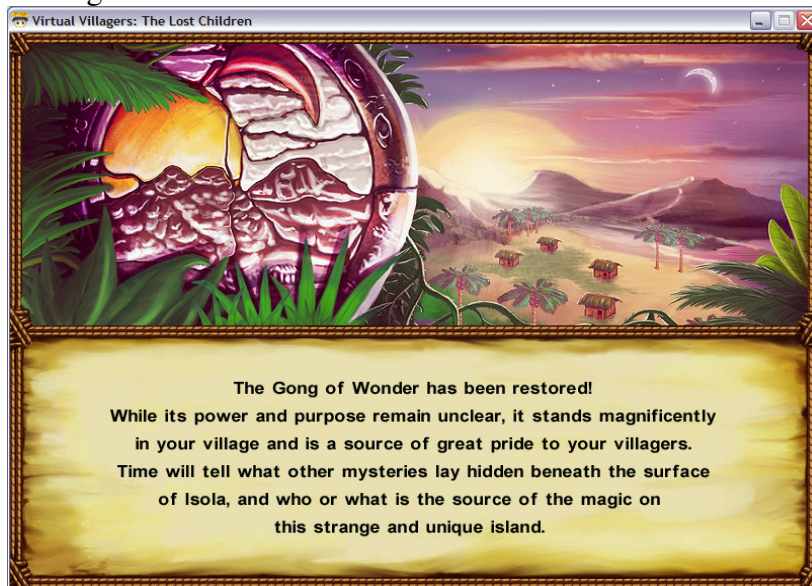 Virtual Villagers: The Lost Children
The Gong of Wonder has been restored!
While its power and purpose remain unclear, it stands magnificently
in your village and is a source of great pride to your villagers.
Time will tell what other mysteries lay hidden beneath the surface
of Isola, and who or what is the source of the magic on
this strange and unique island.